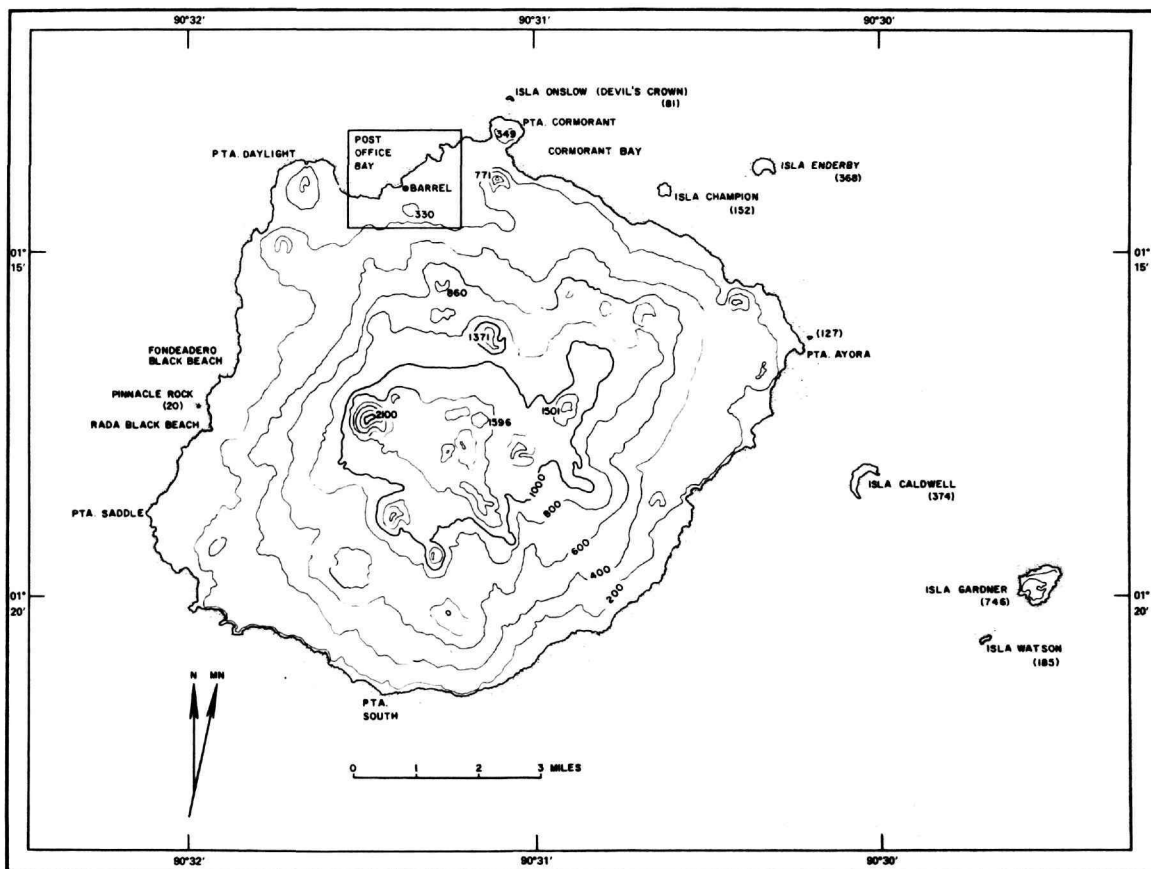 90°32'
90°31'
90°30'
ISLA ONSLOW (DEVIL'S CROWN)
(81)
PTA. CORMORANT
349
CORMORANT BAY
POST
OFFICE
BAY
PTA. DAYLIGHT
BARREL
771
330
ISLA ENDERBY
(368)
ISLA CHAMPION
(152)
01°
15'
01°
15'
860
1371
(127)
PTA. AYORA
FONDEADERO
BLACK BEACH
PINNACLE ROCK
(20)
RADA BLACK BEACH
2100
1596
1501
1000
800
600
400
200
ISLA CALDWELL
(374)
PTA. SADDLE
01°
20'
01°
20'
ISLA GARDNER
(746)
ISLA WATSON
(185)
N MN
PTA.
SOUTH
0 1 2 3 MILES
90°32'
90°31'
90°30'